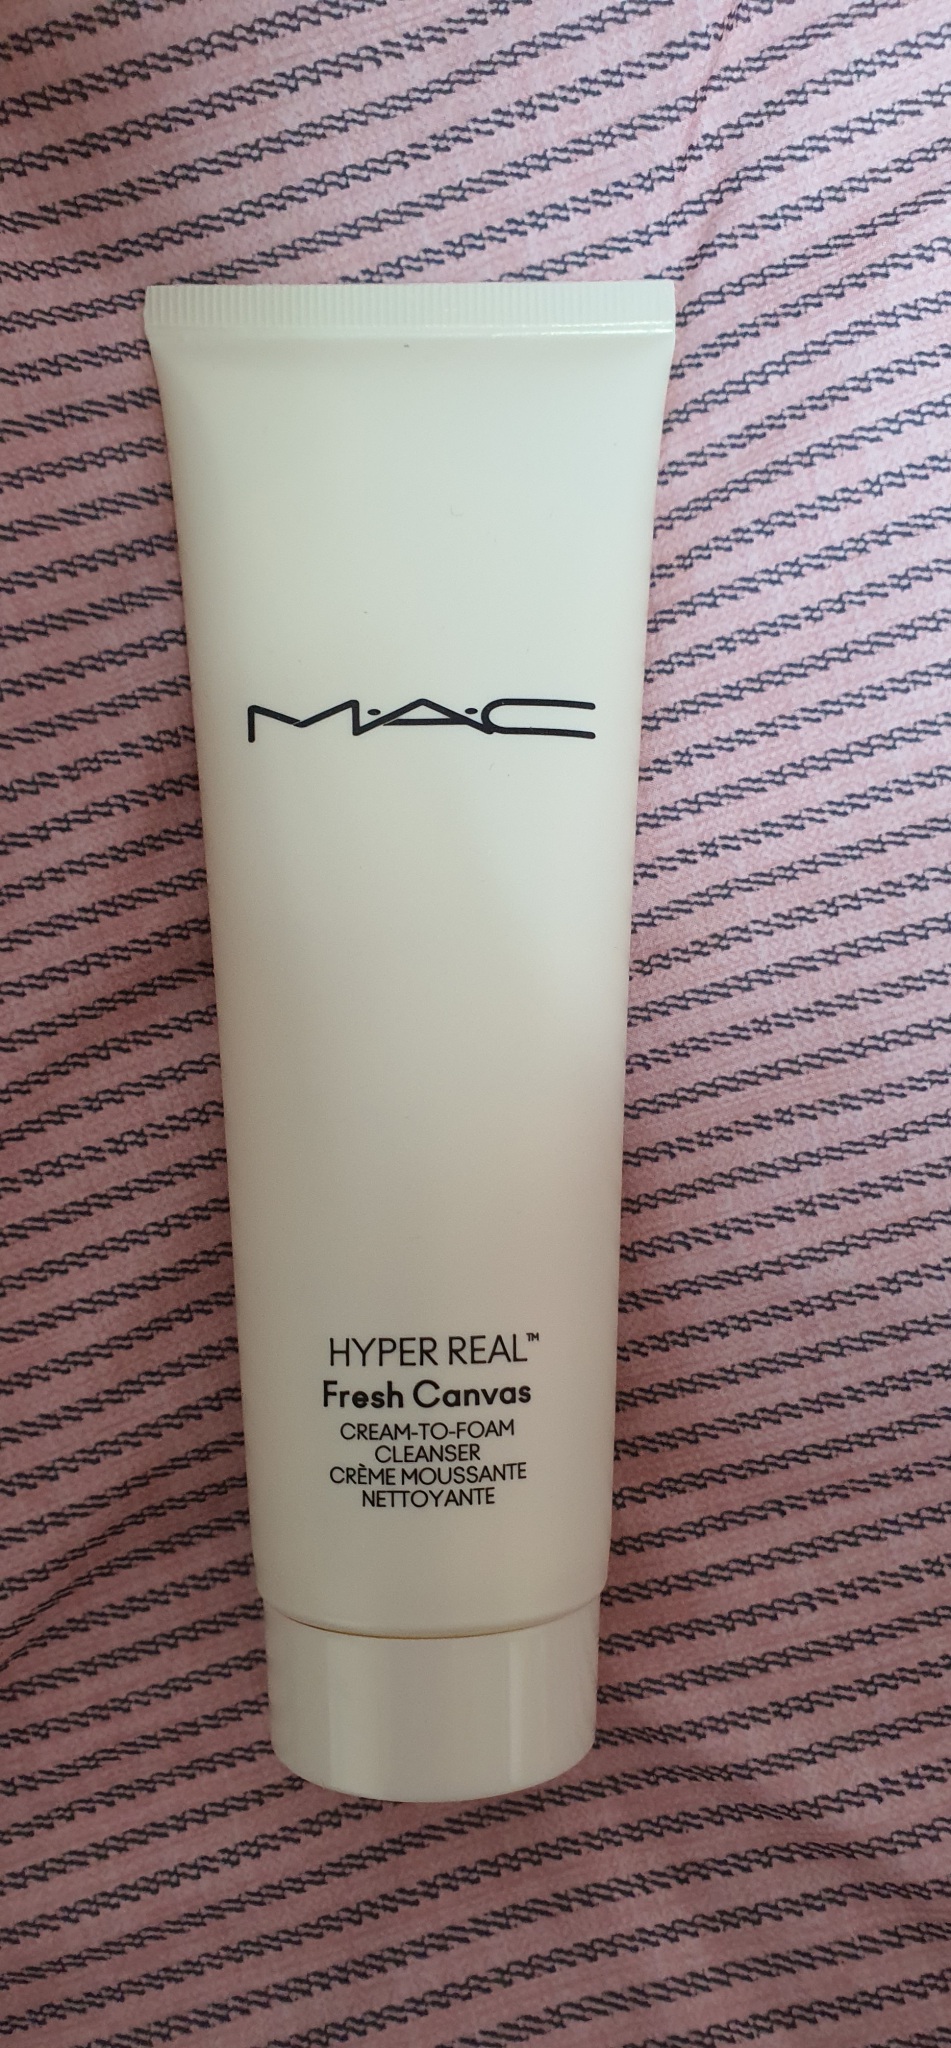 M·A·C
HYPER REAL™
Fresh Canvas
CREAM-TO-FOAM
CLEANSER
CRÈME MOUSSANTE
NETTOYANTE